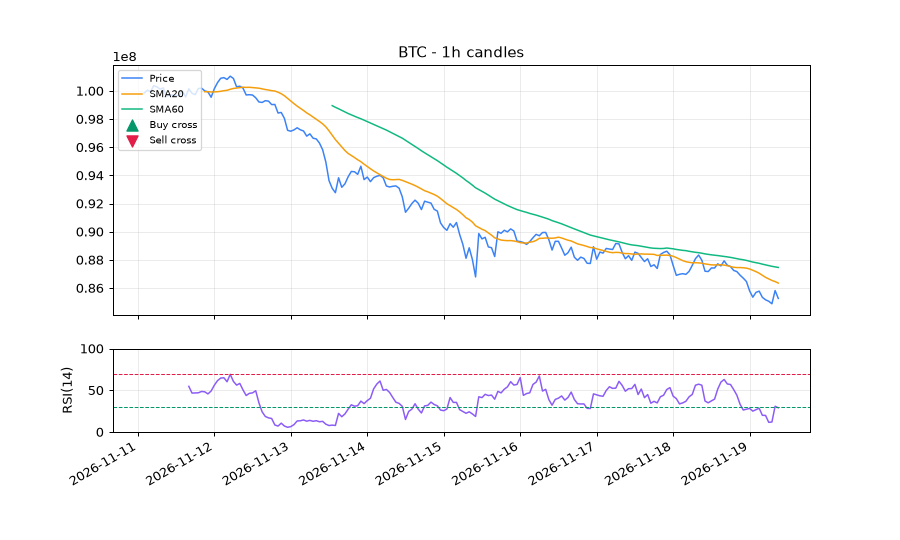 BTC - 1h candles
1e8
Price
SMA20
SMA60
Buy cross
Sell cross
1.00
0.98
0.96
0.94
0.92
0.90
0.88
0.86
100
50
0
RSI(14)
2026-11-11
2026-11-12
2026-11-13
2026-11-14
2026-11-15
2026-11-16
2026-11-17
2026-11-18
2026-11-19